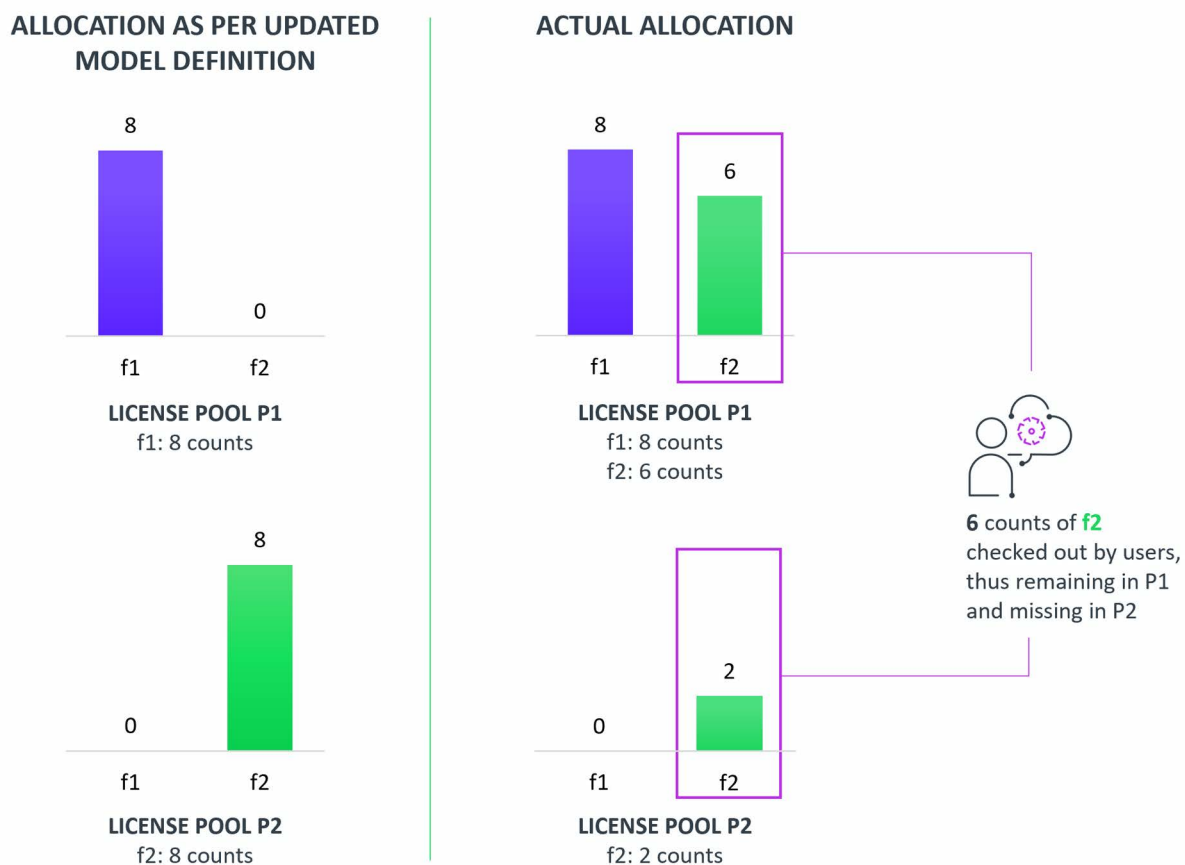 ALLOCATION AS PER UPDATED
MODEL DEFINITION
8
0
f1 f2
LICENSE POOL P1
f1: 8 counts
8
0
f1 f2
LICENSE POOL P2
f2: 8 counts
ACTUAL ALLOCATION
8
6
f1 f2
LICENSE POOL P1
f1: 8 counts
f2: 6 counts
2
0
f1 f2
LICENSE POOL P2
f2: 2 counts
6 counts of f2
checked out by users,
thus remaining in P1
and missing in P2